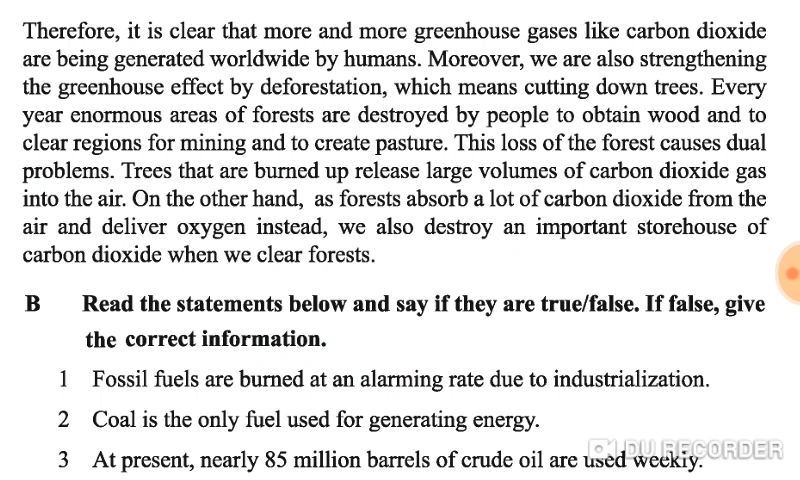 Therefore, it is clear that more and more greenhouse gases like carbon dioxide
are being generated worldwide by humans. Moreover, we are also strengthening
the greenhouse effect by deforestation, which means cutting down trees. Every
year enormous areas of forests are destroyed by people to obtain wood and to
clear regions for mining and to create pasture. This loss of the forest causes dual
problems. Trees that are burned up release large volumes of carbon dioxide gas
into the air. On the other hand, as forests absorb a lot of carbon dioxide from the
air and deliver oxygen instead, we also destroy an important storehouse of
carbon dioxide when we clear forests.
B Read the statements below and say if they are true/false. If false, give
the correct information.
1 Fossil fuels are burned at an alarming rate due to industrialization.
2 Coal is the only fuel used for generating energy.
DU RECORDER
3 At present, nearly 85 million barrels of crude oil are used weekly.